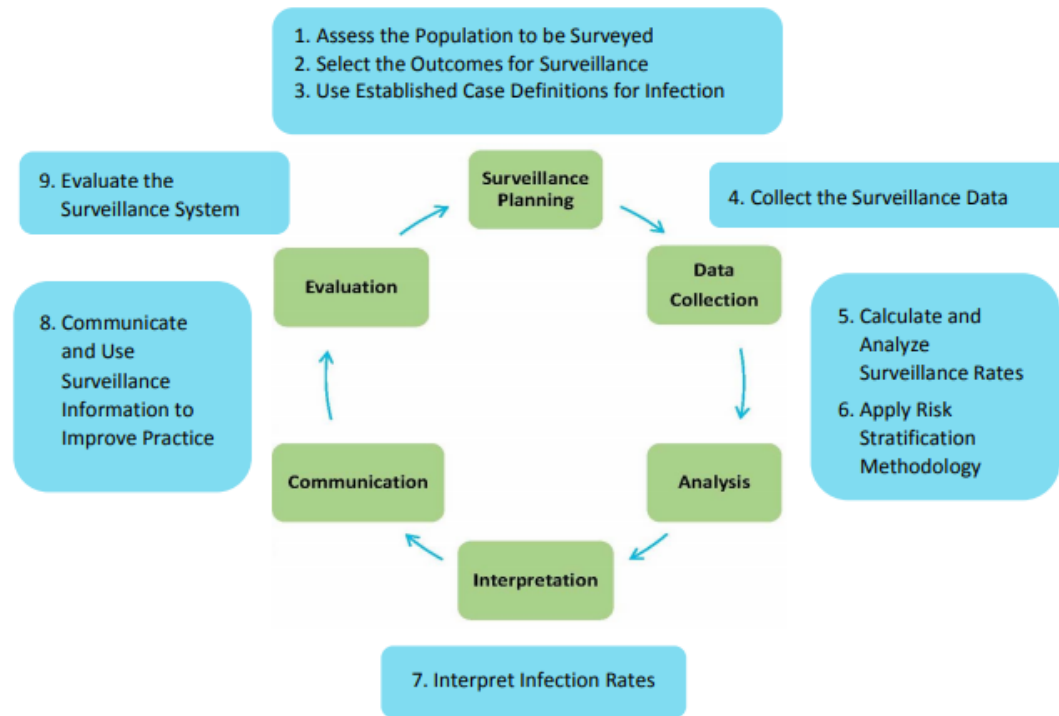 1. Assess the Population to be Surveyed
2. Select the Outcomes for Surveillance
3. Use Established Case Definitions for Infection
9. Evaluate the
Surveillance System
Surveillance
Planning
4. Collect the Surveillance Data
Evaluation
Data
Collection
8. Communicate
and Use
Surveillance
Information to
Improve Practice
5. Calculate and
Analyze
Surveillance Rates
6. Apply Risk
Stratification
Methodology
Communication
Analysis
Interpretation
7. Interpret Infection Rates